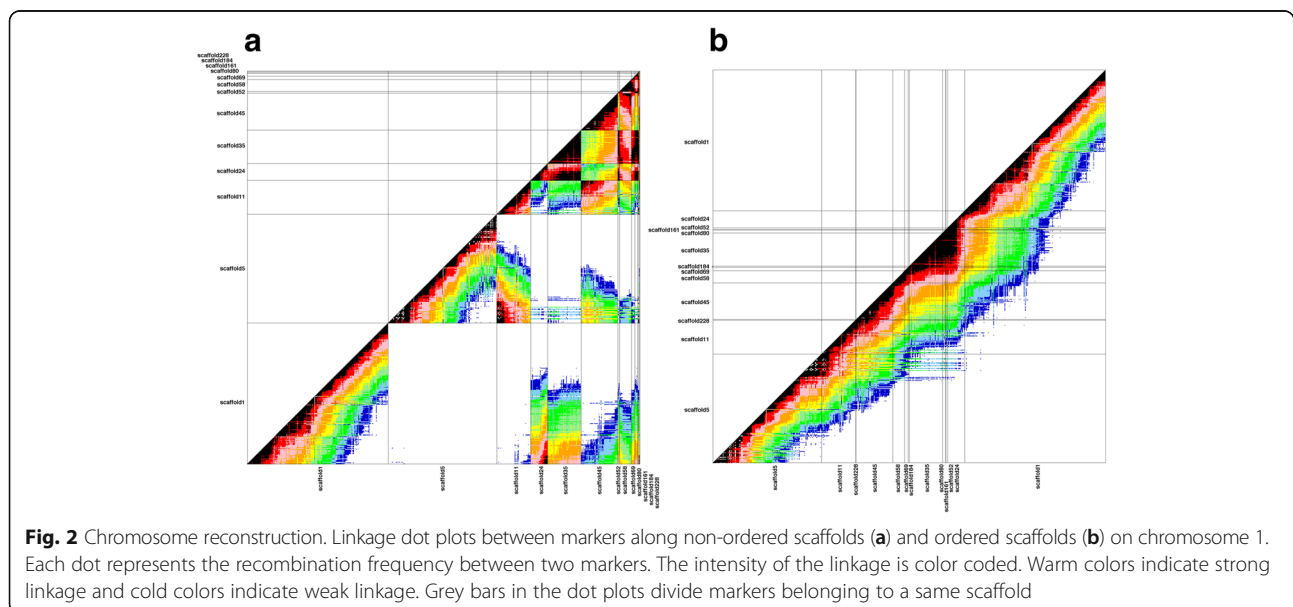 a
b
scaffold228
scaffold184
scaffold161
scaffold80
scaffold69
scaffold58
scaffold52
scaffold45
scaffold35
scaffold24
scaffold11
scaffold5
scaffold1
scaffold1
scaffold5
scaffold11
scaffold24
scaffold35
scaffold45
scaffold52
scaffold58
scaffold69
scaffold80
scaffold161
scaffold184
scaffold228
scaffold1
scaffold24
scaffold52
scaffold161
scaffold80
scaffold35
scaffold184
scaffold69
scaffold58
scaffold45
scaffold228
scaffold11
scaffold5
scaffold5
scaffold11
scaffold228
scaffold45
scaffold58
scaffold69
scaffold184
scaffold35
scaffold80
scaffold161
scaffold52
scaffold24
scaffold1
Fig. 2 Chromosome reconstruction. Linkage dot plots between markers along non-ordered scaffolds (a) and ordered scaffolds (b) on chromosome 1.
Each dot represents the recombination frequency between two markers. The intensity of the linkage is color coded. Warm colors indicate strong
linkage and cold colors indicate weak linkage. Grey bars in the dot plots divide markers belonging to a same scaffold